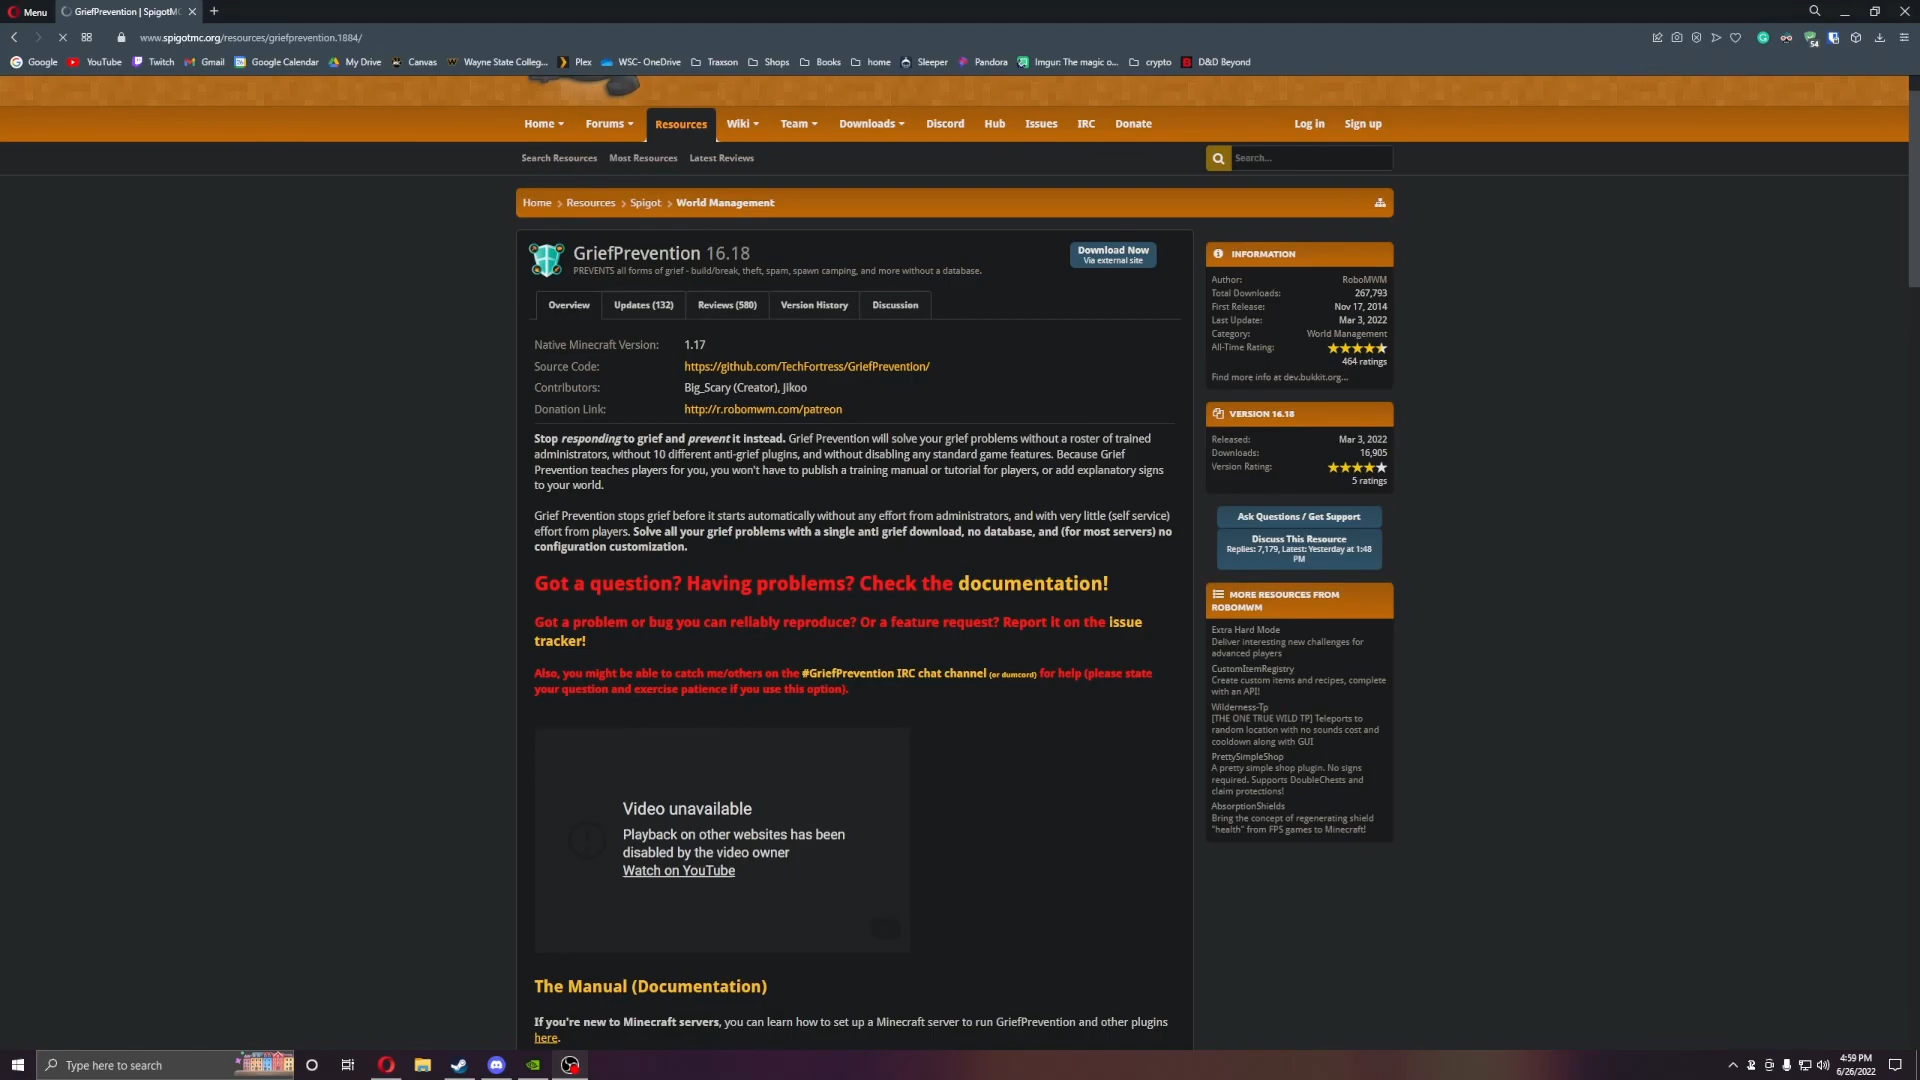 Menu
GriefPrevention | SpigotMC
www.spigotmc.org/resources/griefprevention.1884/
54
Google YouTube Twitch Gmail Google Calendar My Drive Canvas Wayne State Colleg... Plex WSC- OneDrive Traxson Shops Books home Sleeper Pandora Imgur: The magic o... crypto D&D Beyond
Home Forums Resources Wiki Team Downloads Discord Hub Issues IRC Donate Log in Sign up
Search Resources Most Resources Latest Reviews
Search...
Home Resources Spigot World Management
GriefPrevention 16.18
PREVENTS all forms of grief - build/break, theft, spam, spawn camping, and more without a database.
Download Now
Via external site
Overview Updates (132) Reviews (580) Version History Discussion
Native Minecraft Version: 1.17
Source Code: https://github.com/TechFortress/GriefPrevention/
Contributors: Big_Scary (Creator), Jikoo
Donation Link: http://r.robomwm.com/patreon
Stop responding to grief and prevent it instead. Grief Prevention will solve your grief problems without a roster of trained
administrators, without 10 different anti-grief plugins, and without disabling any standard game features. Because Grief
Prevention teaches players for you, you won't have to publish a training manual or tutorial for players, or add explanatory signs
to your world.
Grief Prevention stops grief before it starts automatically without any effort from administrators, and with very little (self service)
effort from players. Solve all your grief problems with a single anti grief download, no database, and (for most servers) no
configuration customization.
Got a question? Having problems? Check the documentation!
Got a problem or bug you can reliably reproduce? Or a feature request? Report it on the issue
tracker!
Also, you might be able to catch me/others on the #GriefPrevention IRC chat channel (or dumcord) for help (please state
your question and exercise patience if you use this option).
Video unavailable
Playback on other websites has been
disabled by the video owner
Watch on YouTube
The Manual (Documentation)
If you're new to Minecraft servers, you can learn how to set up a Minecraft server to run GriefPrevention and other plugins
here.
INFORMATION
Author: RoboMWM
Total Downloads: 267,793
First Release: Nov 17, 2014
Last Update: Mar 3, 2022
Category: World Management
All-Time Rating:
464 ratings
Find more info at dev.bukkit.org...
VERSION 16.18
Released: Mar 3, 2022
Downloads: 16,905
Version Rating:
5 ratings
Ask Questions / Get Support
Discuss This Resource
Replies: 7,179, Latest: Yesterday at 1:48
PM
MORE RESOURCES FROM
ROBOMWM
Extra Hard Mode
Deliver interesting new challenges for
advanced players
CustomItemRegistry
Create custom items and recipes, complete
with an API!
Wilderness-Tp
[THE ONE TRUE WILD TP] Teleports to
random location with no sounds cost and
cooldown along with GUI
PrettySimpleShop
A pretty simple shop plugin. No signs
required. Supports DoubleChests and
claim protections!
AbsorptionShields
Bring the concept of regenerating shield
"health" from FPS games to Minecraft!
Type here to search
4:59 PM
6/26/2022